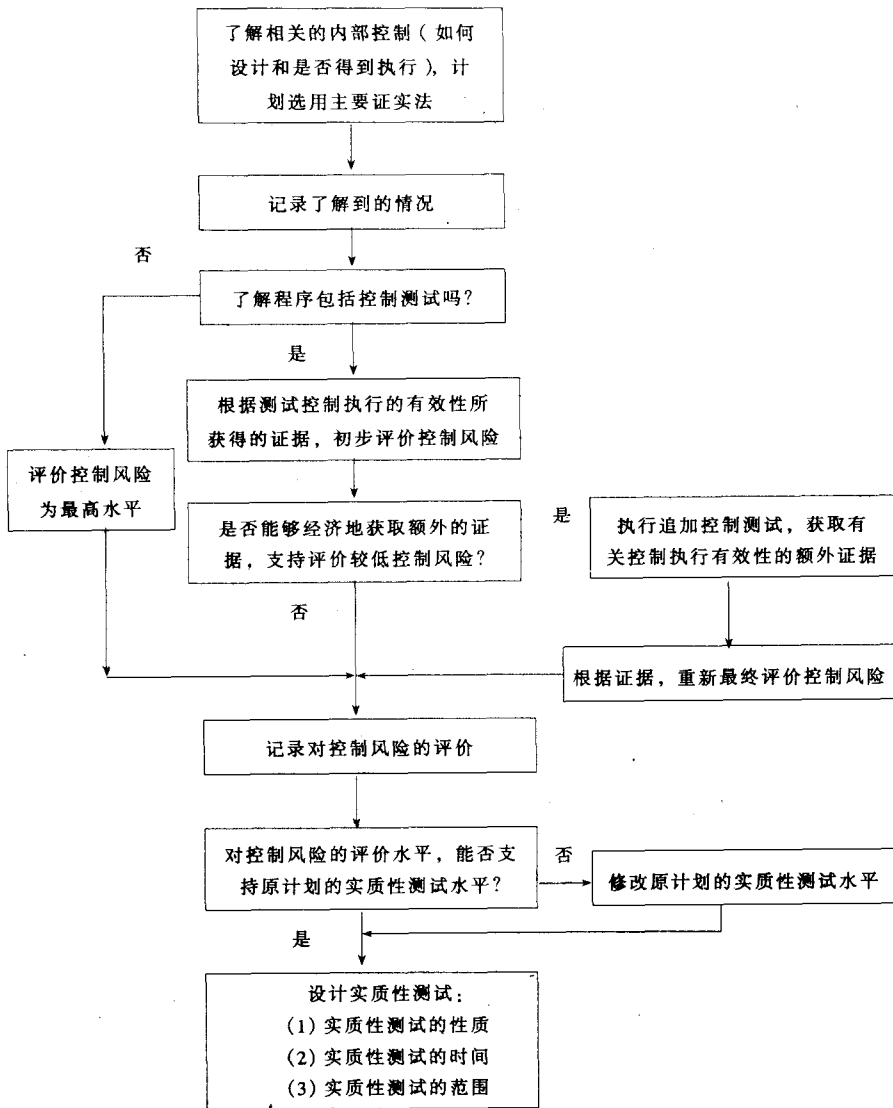 了解相关的内部控制(如何
设计和是否得到执行),计
划选用主要证实法
记录了解到的情况
否
了解程序包括控制测试吗?
是
根据测试控制执行的有效性所
获得的证据,初步评价控制风险
评价控制风险
为最高水平
是否能够经济地获取额外的证
据,支持评价较低控制风险?
是
执行追加控制测试,获取有
关控制执行有效性的额外证据
否
根据证据,重新最终评价控制风险
记录对控制风险的评价
对控制风险的评价水平,能否支
持原计划的实质性测试水平?
否
修改原计划的实质性测试水平
是
设计实质性测试:
(1)实质性测试的性质
(2)实质性测试的时间
(3)实质性测试的范围